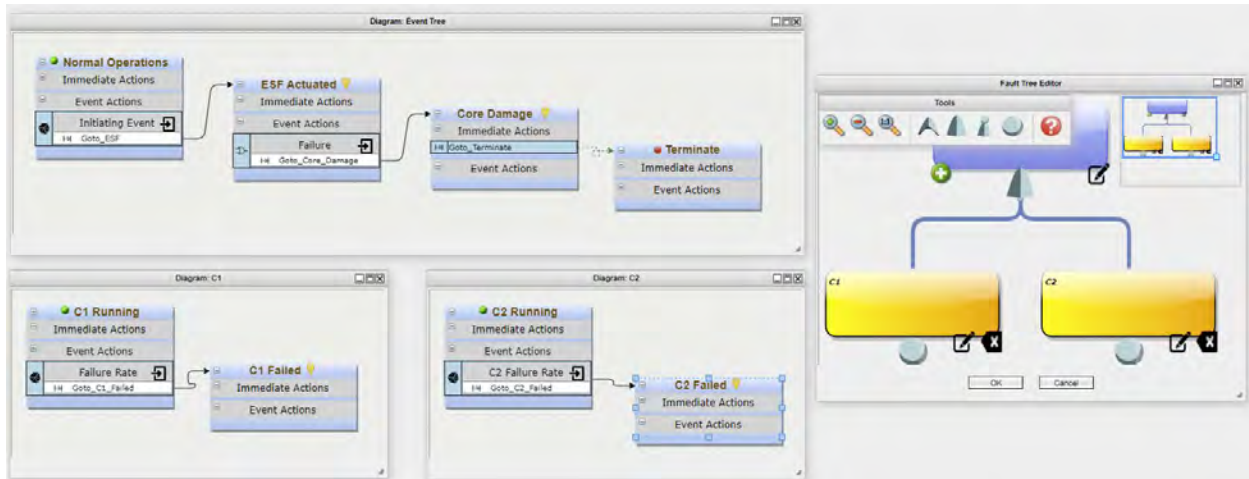 Diagram: Event Tree
Normal Operations
Immediate Actions
Event Actions
Initiating Event
Goto_ESF
ESF Actuated
Immediate Actions
Event Actions
Failure
Goto_Core_Damage
Core Damage
Immediate Actions
Goto_Terminate
Event Actions
Terminate
Immediate Actions
Event Actions
Diagram: C1
C1 Running
Immediate Actions
Event Actions
Failure Rate
Goto_C1_Failed
C1 Failed
Immediate Actions
Event Actions
Diagram: C2
C2 Running
Immediate Actions
Event Actions
C2 Failure Rate
Goto_C2_Failed
C2 Failed
Immediate Actions
Event Actions
Fault Tree Editor
Tools
C1
C2
OK
Cancel